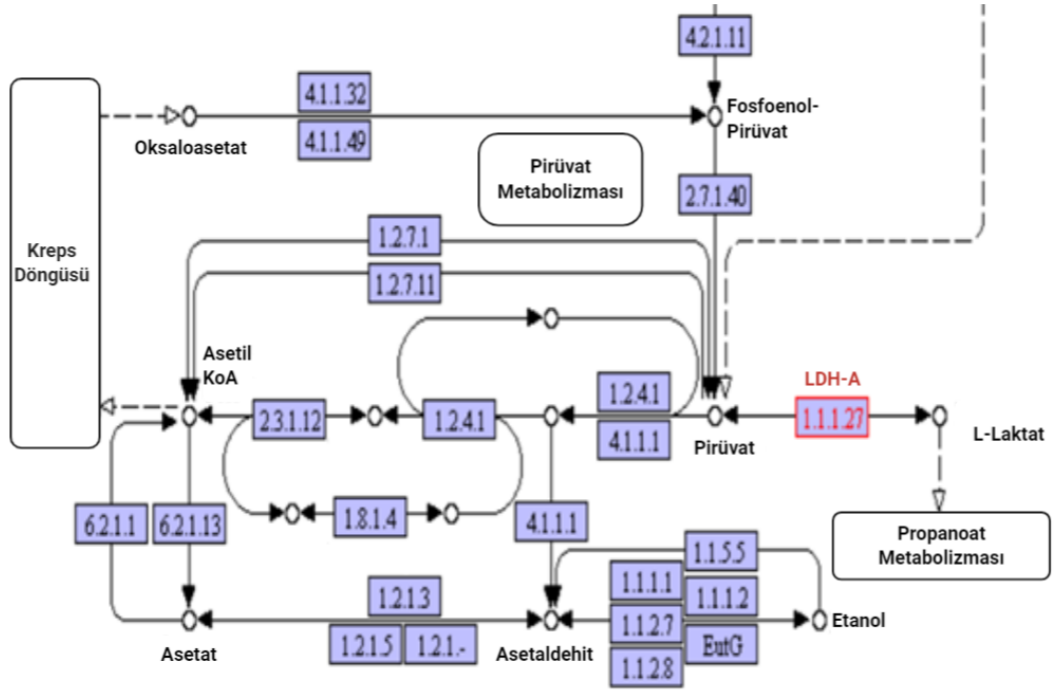 4.2.1.11
4.1.1.32
Fosfoenol-
Pirüvat
Oksaloasetat
4.1.1.49
Pirüvat
Metabolizması
2.7.1.40
Kreps
Döngüsü
1.2.7.1
1.2.7.11
Asetil
KoA
LDH-A
1.2.4.1
2.3.1.12
1.2.4.1
1.1.1.27
4.1.1.1
Pirüvat
L-Laktat
6.2.1.1
6.2.1.13
1.8.1.4
4.1.1.1
Propanoat
Metabolizması
1.1.5.5
1.1.1.1
1.2.1.3
1.1.1.2
Etanol
1.1.2.7
Asetat
1.2.1.5
1.2.1.-
Asetaldehit
EutG
1.1.2.8